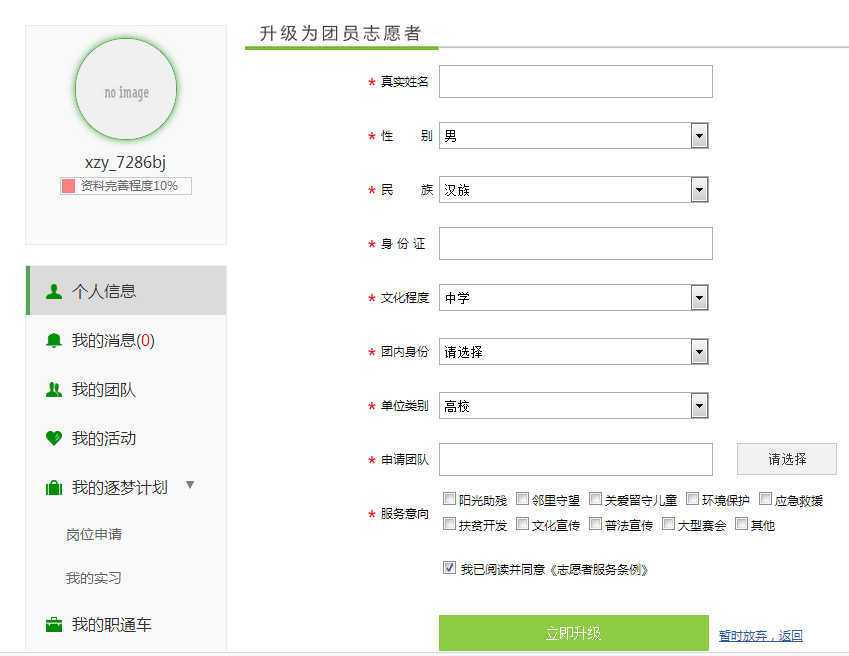 no image
xzy_7286bj
资料完善程度10%
个人信息
我的消息(0)
我的团队
我的活动
我的逐梦计划 ▼
岗位申请
我的实习
我的职通车
升级为团员志愿者
* 真实姓名
* 性 别 男
* 民 族 汉族
* 身 份 证
* 文化程度 中学
* 团内身份 请选择
* 单位类别 高校
* 申请团队 请选择
* 服务意向
阳光助残 邻里守望 关爱留守儿童 环境保护 应急救援
扶贫开发 文化宣传 普法宣传 大型赛会 其他
我已阅读并同意《志愿者服务条例》
立即升级 暂时放弃，返回